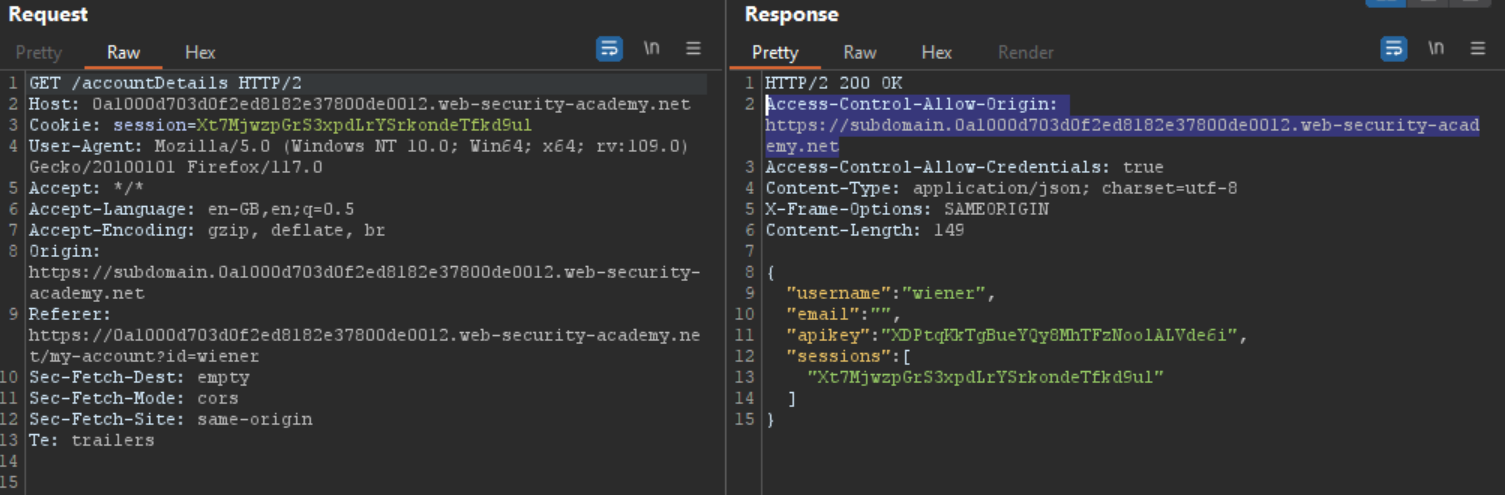 Request
Pretty Raw Hex \n
1 GET /accountDetails HTTP/2
2 Host: 0a1000d703d0f2ed8182e37800de0012.web-security-academy.net
3 Cookie: session=Xt7MjwzpGrS3xpdLrYSrkondeTfkd9ul
4 User-Agent: Mozilla/5.0 (Windows NT 10.0; Win64; x64; rv:109.0)
Gecko/20100101 Firefox/117.0
5 Accept: */*
6 Accept-Language: en-GB,en;q=0.5
7 Accept-Encoding: gzip, deflate, br
8 Origin:
https://subdomain.0a1000d703d0f2ed8182e37800de0012.web-security-
academy.net
9 Referer:
https://0a1000d703d0f2ed8182e37800de0012.web-security-academy.ne
t/my-account?id=wiener
10 Sec-Fetch-Dest: empty
11 Sec-Fetch-Mode: cors
12 Sec-Fetch-Site: same-origin
13 Te: trailers
14
15
Response
Pretty Raw Hex Render \n
1 HTTP/2 200 OK
2 Access-Control-Allow-Origin:
https://subdomain.0a1000d703d0f2ed8182e37800de0012.web-security-acad
emy.net
3 Access-Control-Allow-Credentials: true
4 Content-Type: application/json; charset=utf-8
5 X-Frame-Options: SAMEORIGIN
6 Content-Length: 149
7
8 {
9 "username":"wiener",
10 "email":"",
11 "apikey":"XDPtqKkTgBueYQy8MhTFzNoolALVde6i",
12 "sessions":[
13 "Xt7MjwzpGrS3xpdLrYSrkondeTfkd9ul"
14 ]
15 }